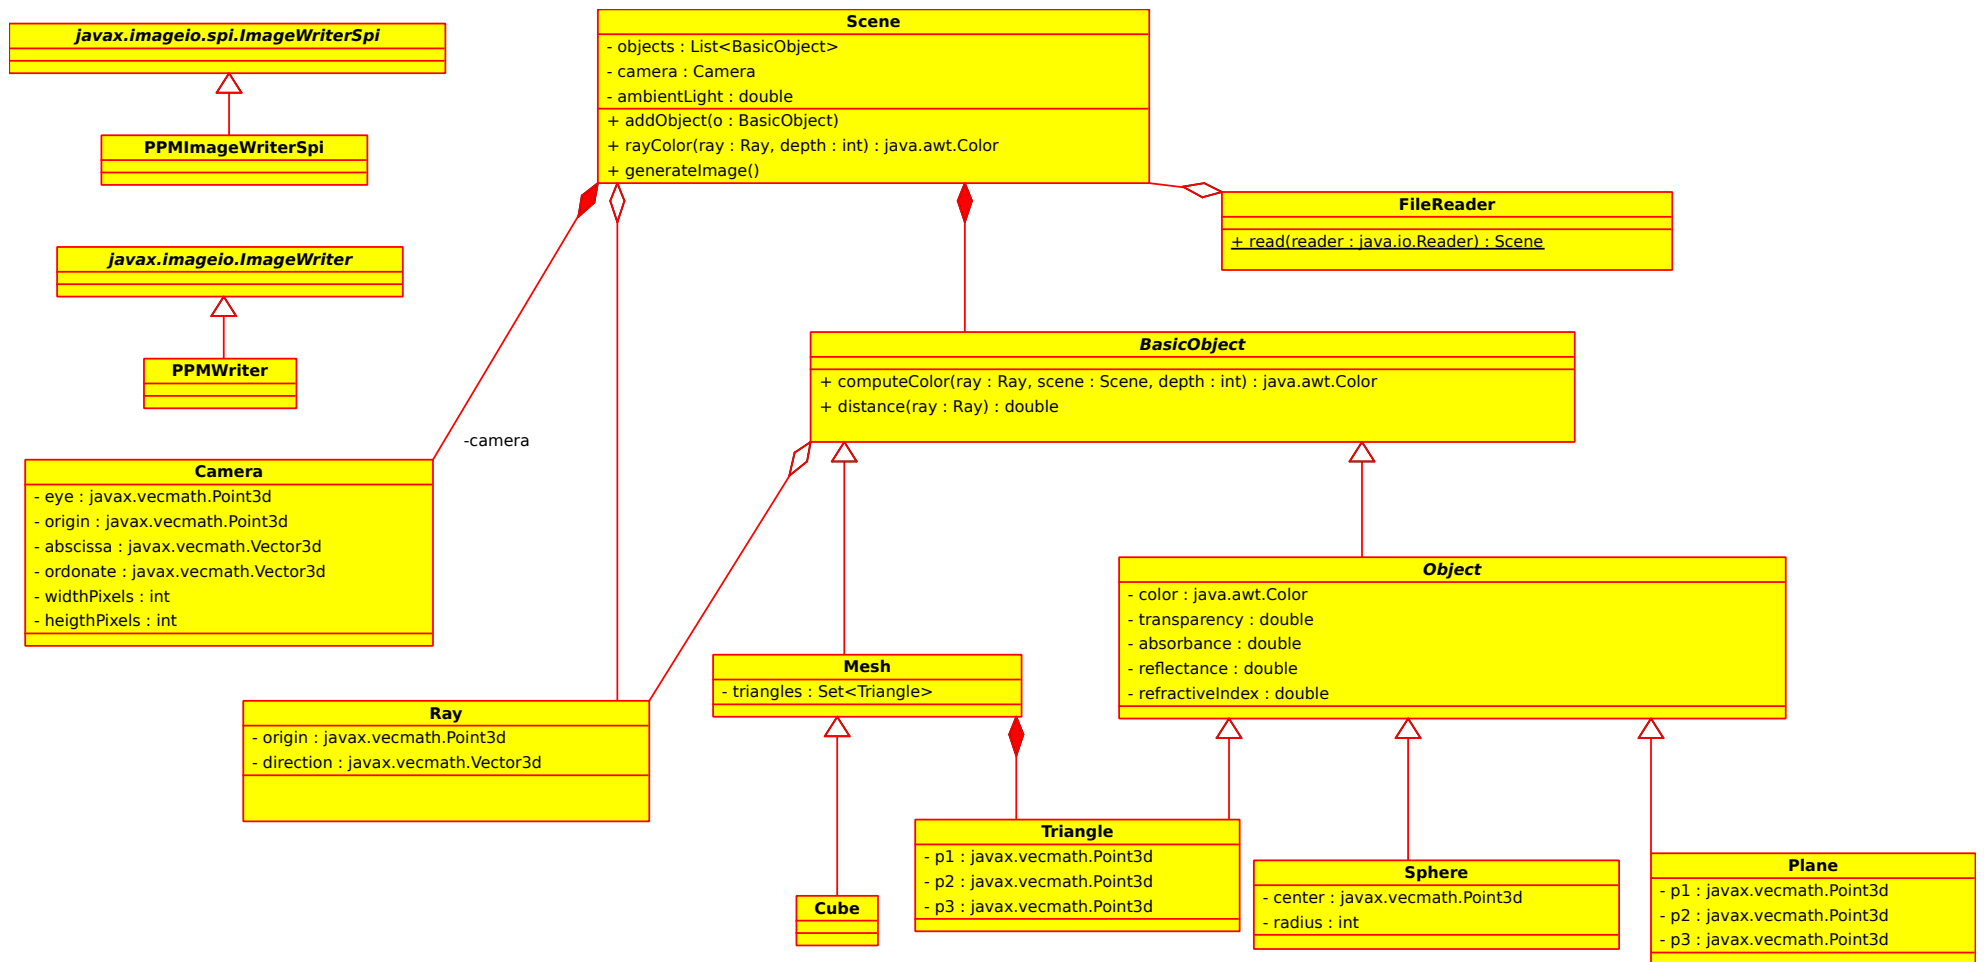 javax.imageio.spi.ImageWriterSpi
PPMImageWriterSpi
javax.imageio.ImageWriter
PPMWriter
Scene
- objects : List<BasicObject>
- camera : Camera
- ambientLight : double
+ addObject(o : BasicObject)
+ rayColor(ray : Ray, depth : int) : java.awt.Color
+ generateImage()
FileReader
+ read(reader : java.io.Reader) : Scene
BasicObject
+ computeColor(ray : Ray, scene : Scene, depth : int) : java.awt.Color
+ distance(ray : Ray) : double
-camera
Camera
- eye : javax.vecmath.Point3d
- origin : javax.vecmath.Point3d
- abscissa : javax.vecmath.Vector3d
- ordonate : javax.vecmath.Vector3d
- widthPixels : int
- heigthPixels : int
Object
- color : java.awt.Color
- transparency : double
- absorbance : double
- reflectance : double
- refractiveIndex : double
Mesh
- triangles : Set<Triangle>
Ray
- origin : javax.vecmath.Point3d
- direction : javax.vecmath.Vector3d
Cube
Triangle
- p1 : javax.vecmath.Point3d
- p2 : javax.vecmath.Point3d
- p3 : javax.vecmath.Point3d
Sphere
- center : javax.vecmath.Point3d
- radius : int
Plane
- p1 : javax.vecmath.Point3d
- p2 : javax.vecmath.Point3d
- p3 : javax.vecmath.Point3d